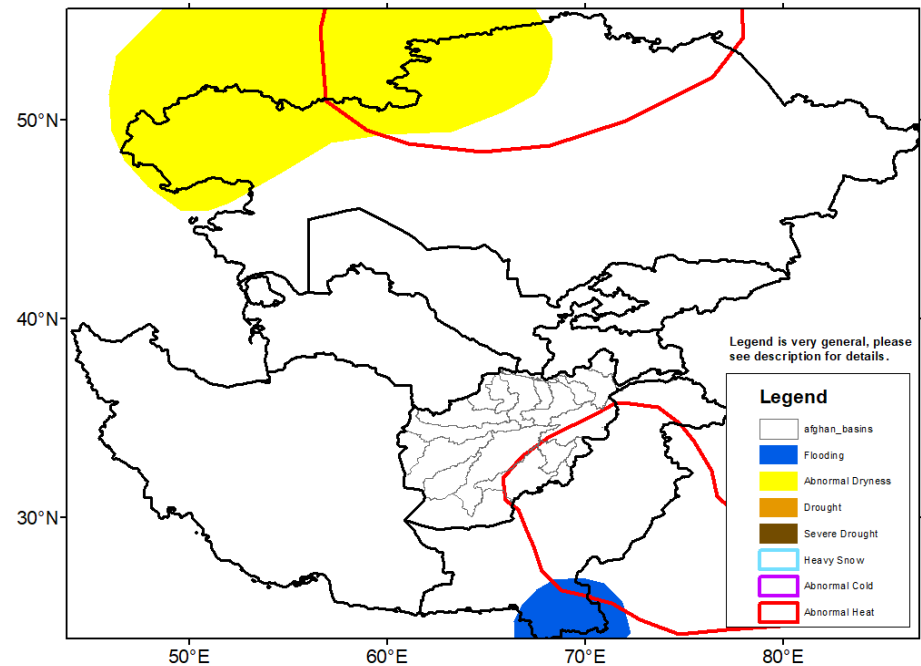 50°N
40°N
30°N
Legend is very general, please
see description for details.
Legend
afghan_basins
Flooding
Abnormal Dryness
Drought
Severe Drought
Heavy Snow
Abnormal Cold
Abnormal Heat
50°E
60°E
70°E
80°E